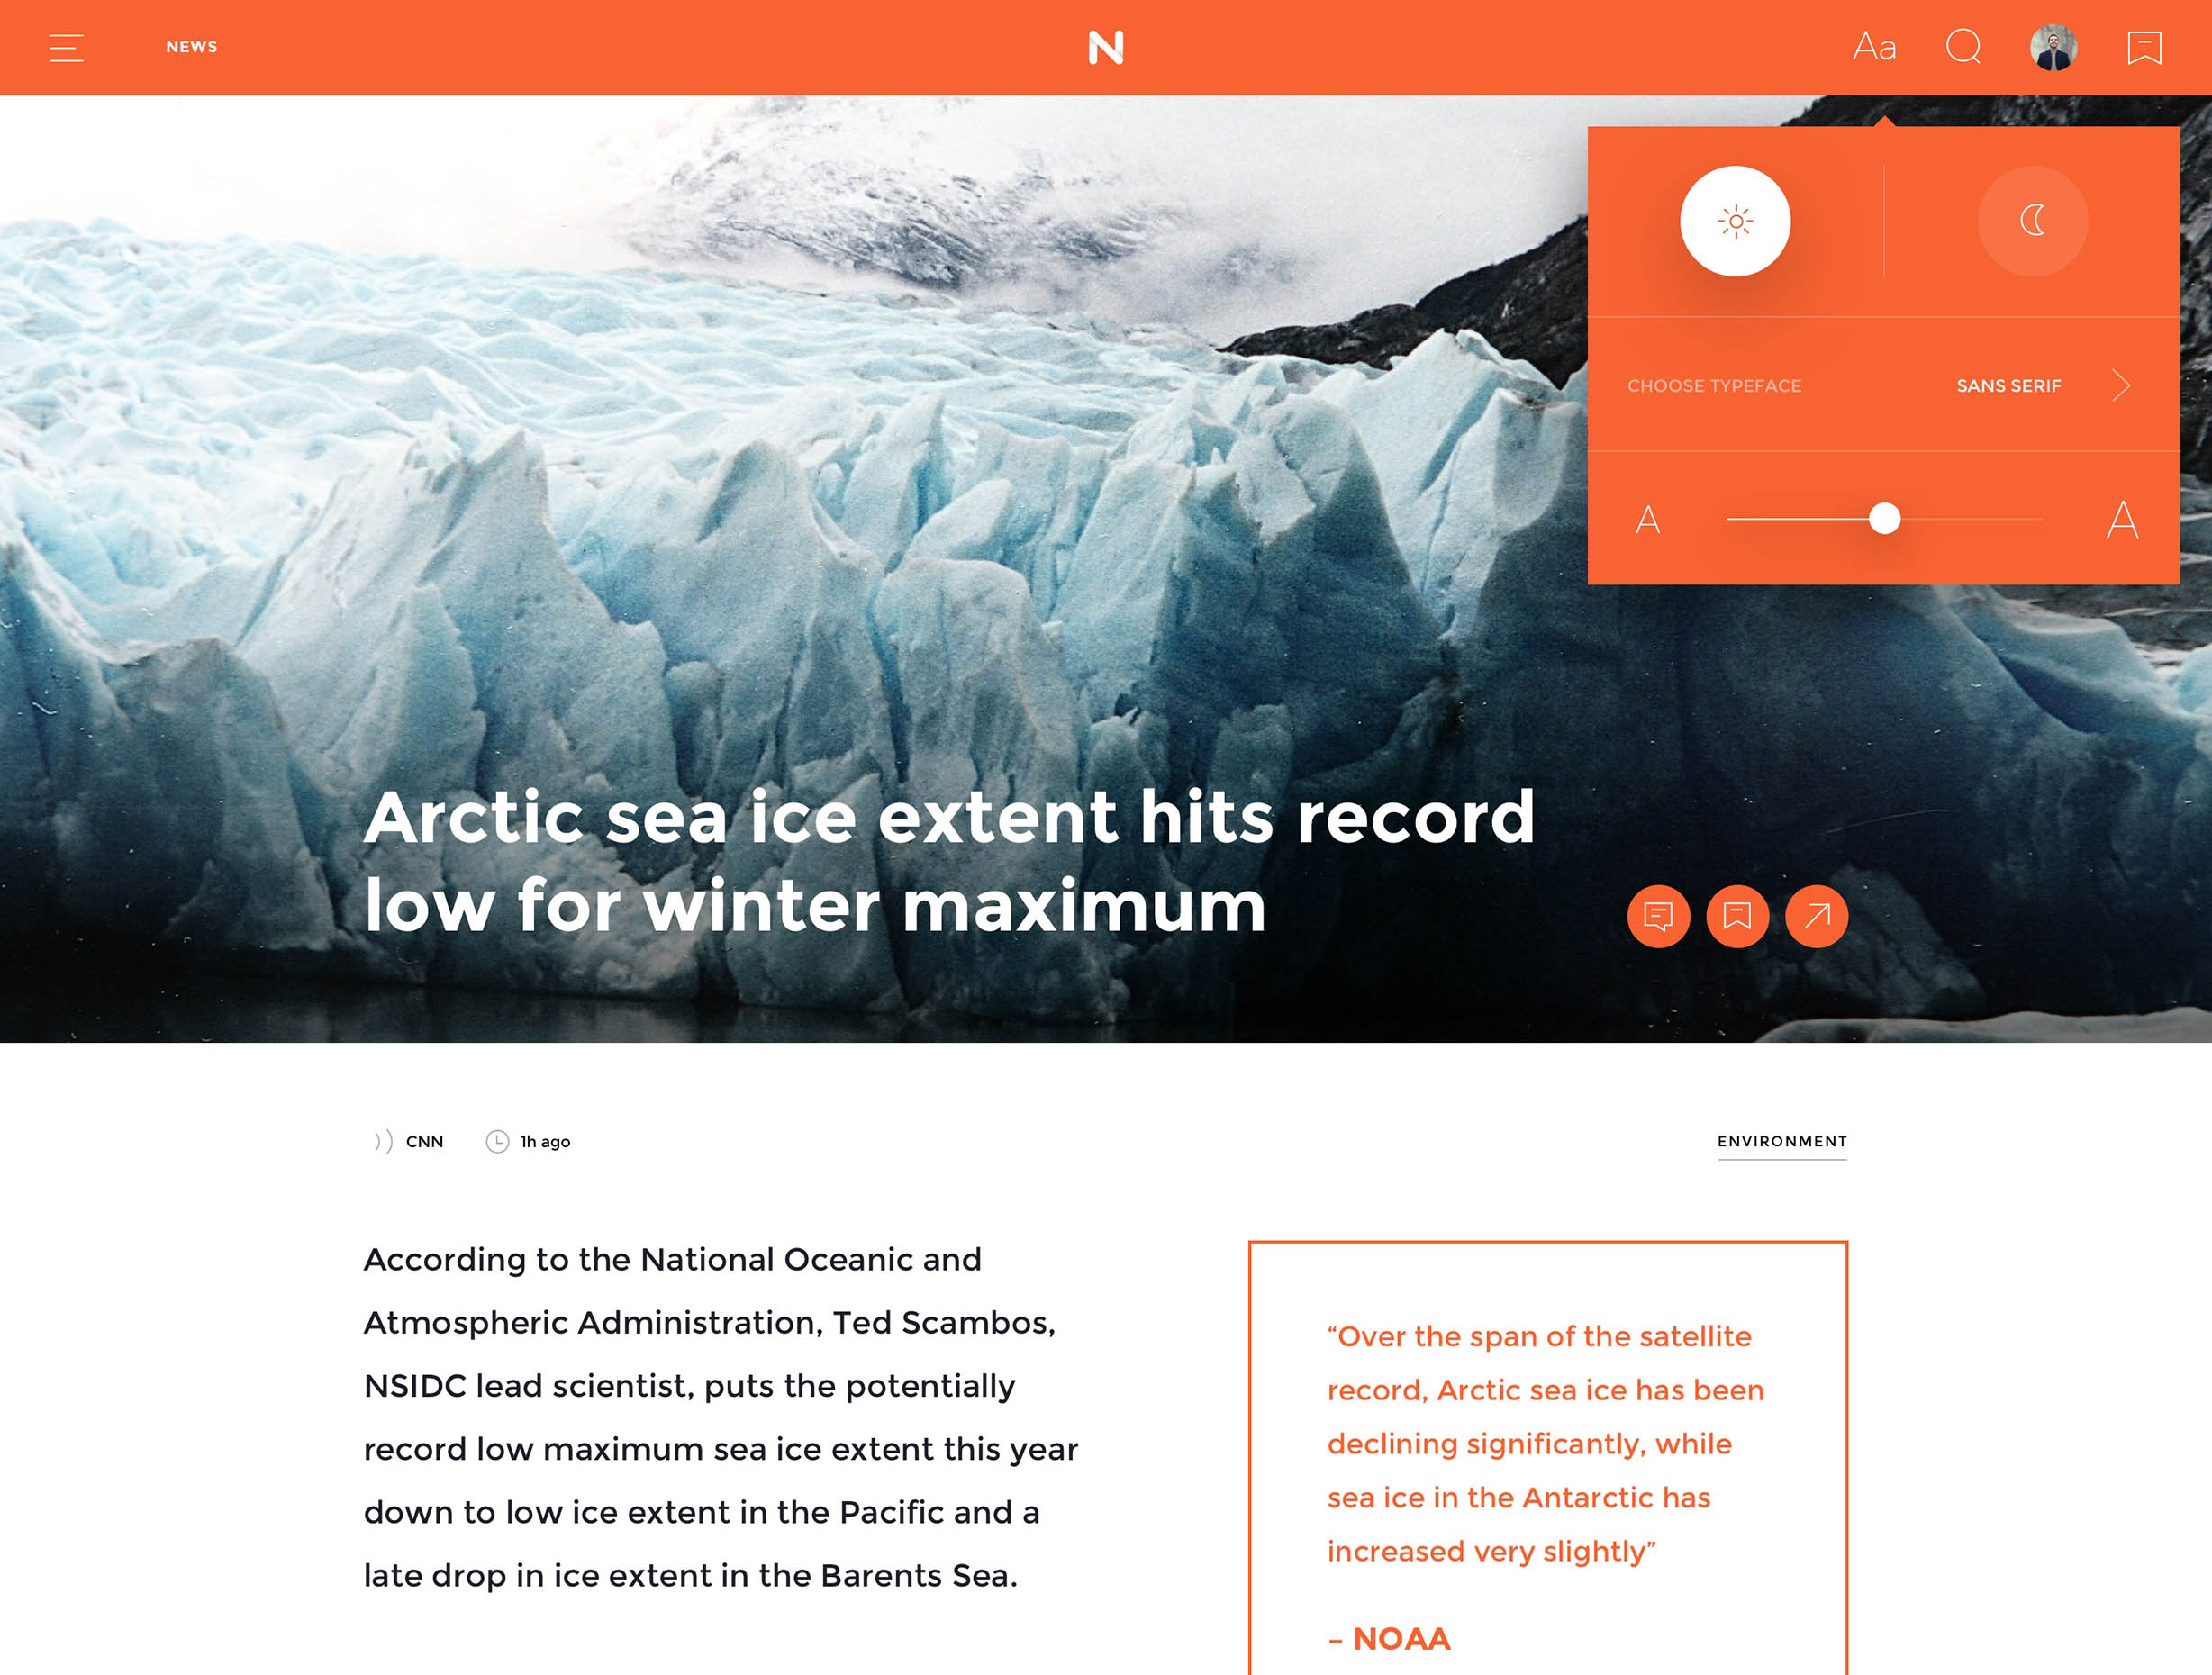 NEWS
N
Aa
CHOOSE TYPEFACE
SANS SERIF
A
A
Arctic sea ice extent hits record
low for winter maximum
CNN
1h ago
ENVIRONMENT
According to the National Oceanic and
Atmospheric Administration, Ted Scambos,
NSIDC lead scientist, puts the potentially
record low maximum sea ice extent this year
down to low ice extent in the Pacific and a
late drop in ice extent in the Barents Sea.
“Over the span of the satellite
record, Arctic sea ice has been
declining significantly, while
sea ice in the Antarctic has
increased very slightly”
– NOAA